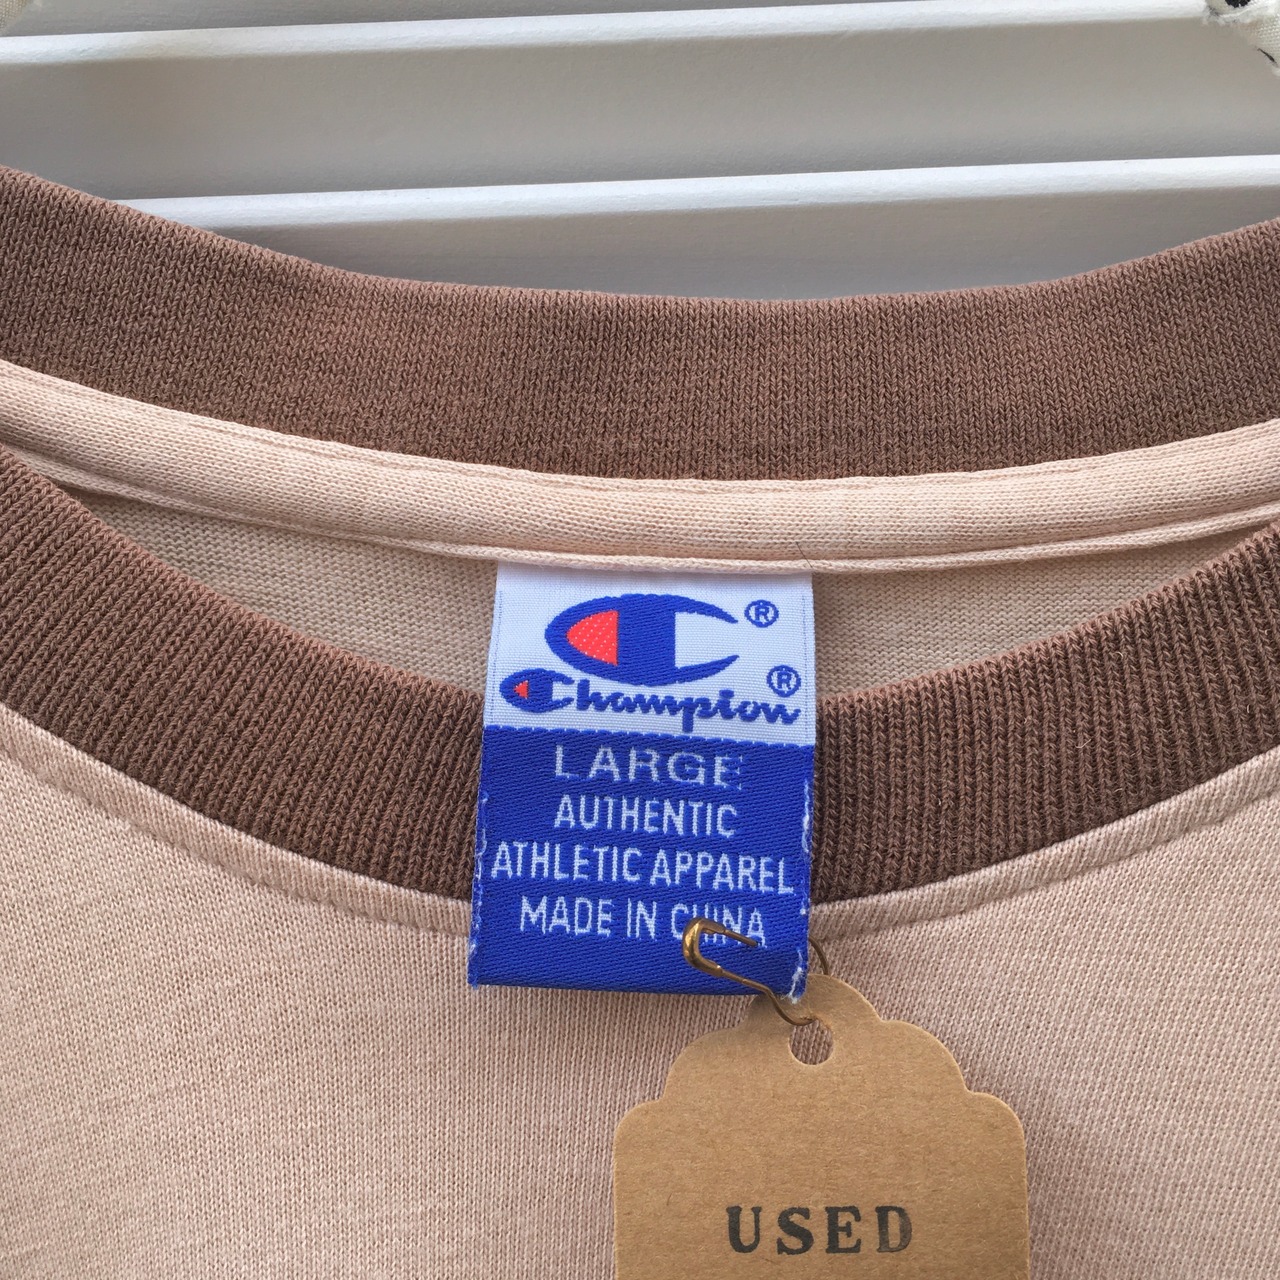 ®
Champion ®
LARGE
AUTHENTIC
ATHLETIC APPAREL
MADE IN CHINA
USED